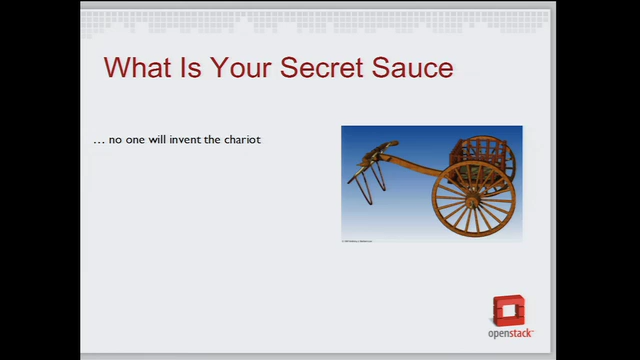 What Is Your Secret Sauce
… no one will invent the chariot
openstack